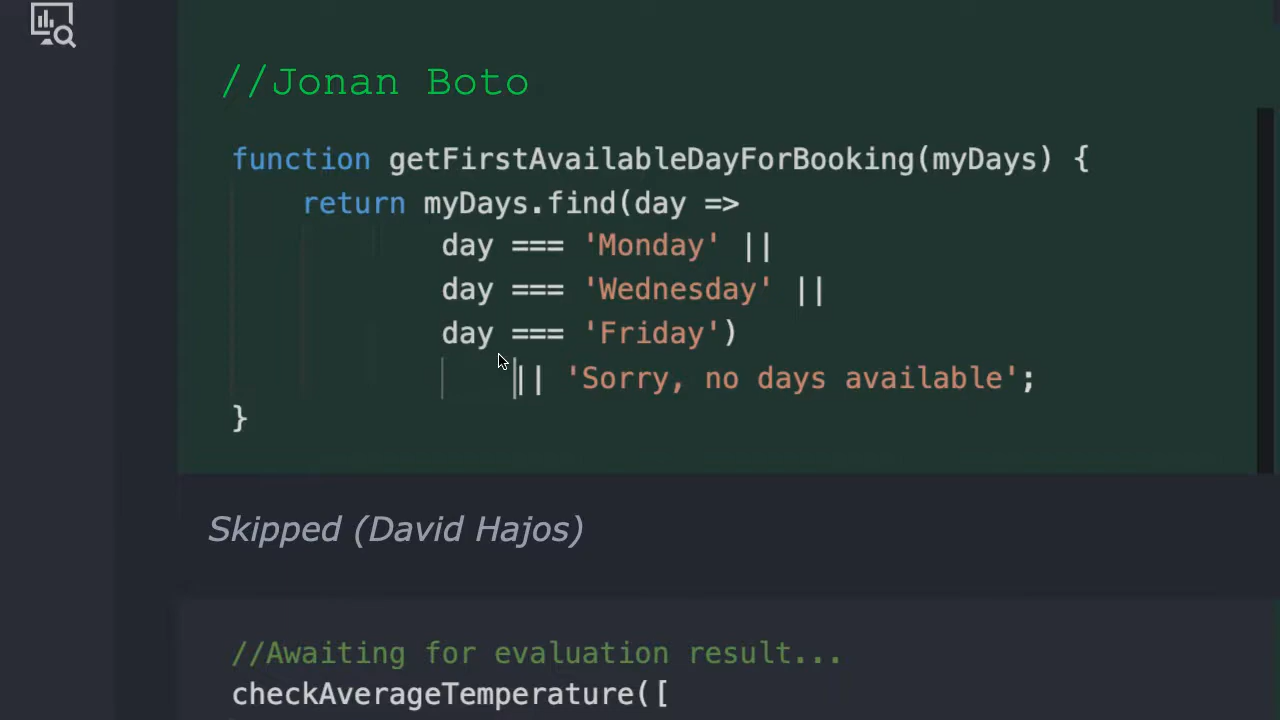 //Jonan Boto
function getFirstAvailableDayForBooking(myDays) {
return myDays.find(day =>
day === 'Monday' ||
day === 'Wednesday' ||
day === 'Friday')
|| 'Sorry, no days available';
}
Skipped (David Hajos)
//Awaiting for evaluation result...
checkAverageTemperature([